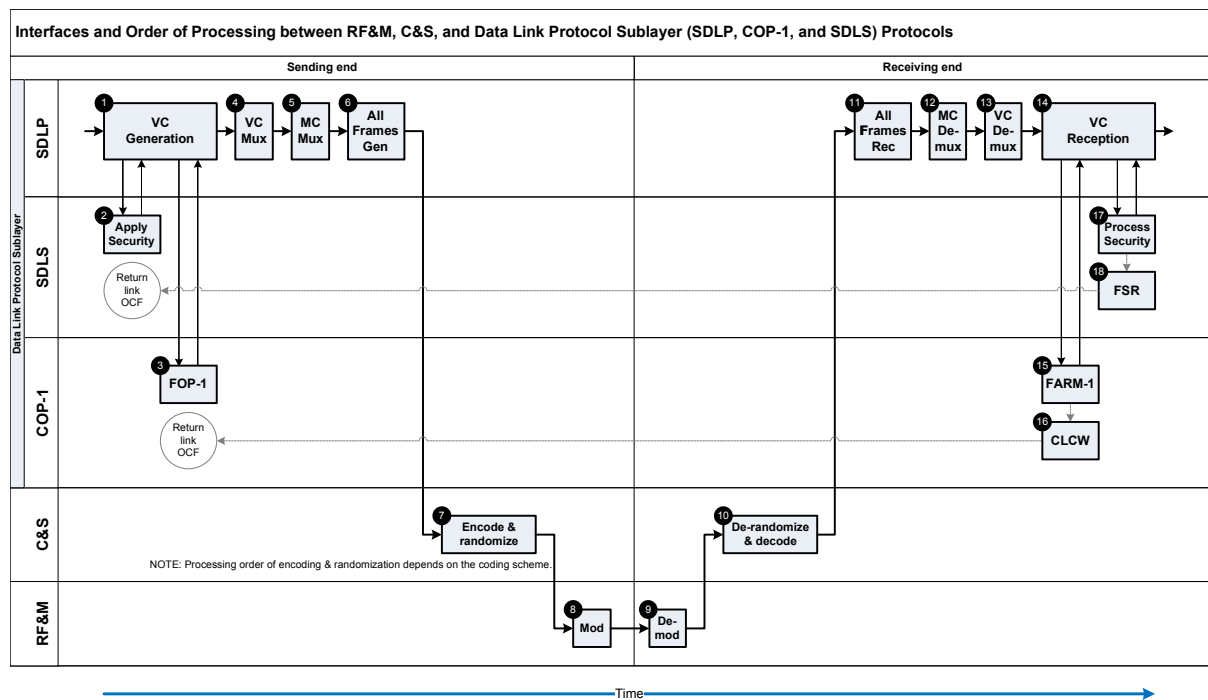 Interfaces and Order of Processing between RF&M, C&S, and Data Link Protocol Sublayer (SDLP, COP-1, and SDLS) Protocols
Sending end
Receiving end
Data Link Protocol Sublayer
SDLP
1
VC
Generation
4
VC
Mux
5
MC
Mux
6
All
Frames
Gen
11
All
Frames
Rec
12
MC
De-
mux
13
VC
De-
mux
14
VC
Reception
SDLS
2
Apply
Security
Return
link
OCF
17
Process
Security
18
FSR
COP-1
3
FOP-1
Return
link
OCF
15
FARM-1
16
CLCW
C&S
7
Encode &
randomize
10
De-randomize
& decode
NOTE: Processing order of encoding & randomization depends on the coding scheme.
RF&M
8
Mod
9
De-
mod
Time